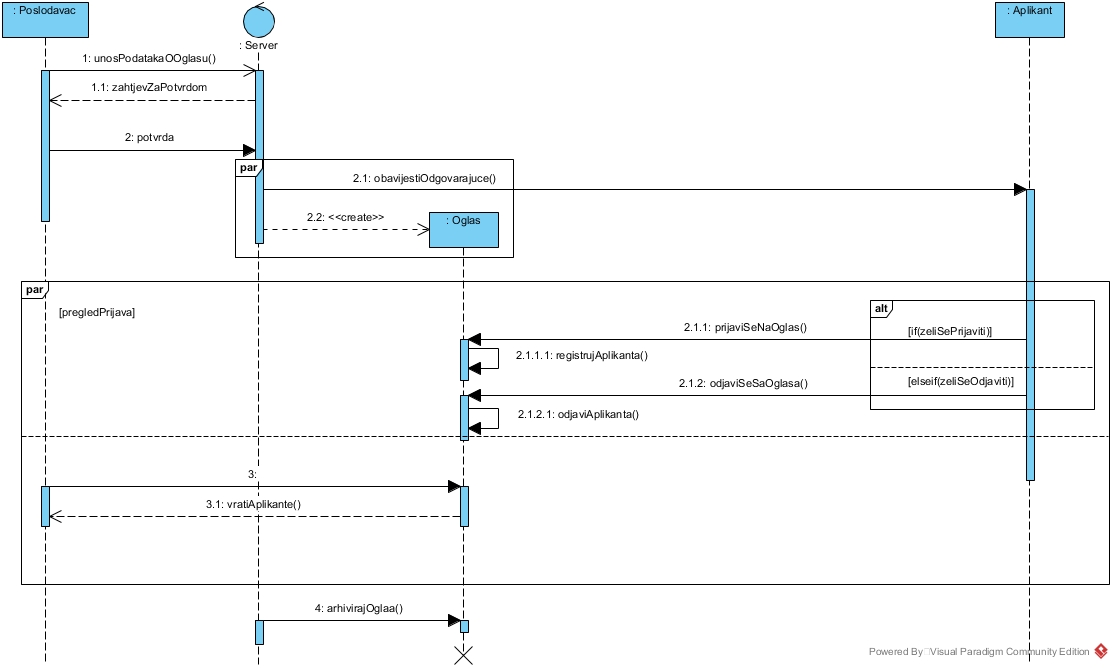 : Poslodavac
: Server
: Aplikant
1: unosPodatakaOOglasu()
1.1: zahtjevZaPotvrdom
2: potvrda
par
2.1: obavijestiOdgovarajuce()
2.2: <<create>>
: Oglas
par
[pregledPrijava]
alt
2.1.1: prijaviSeNaOglas()
[if(zeliSePrijaviti)]
2.1.1.1: registrujAplikanta()
2.1.2: odjaviSeSaOglasa()
[elseif(zeliSeOdjaviti)]
2.1.2.1: odjaviAplikanta()
3:
3.1: vratiAplikante()
4: arhivirajOglaa()
Powered By Visual Paradigm Community Edition